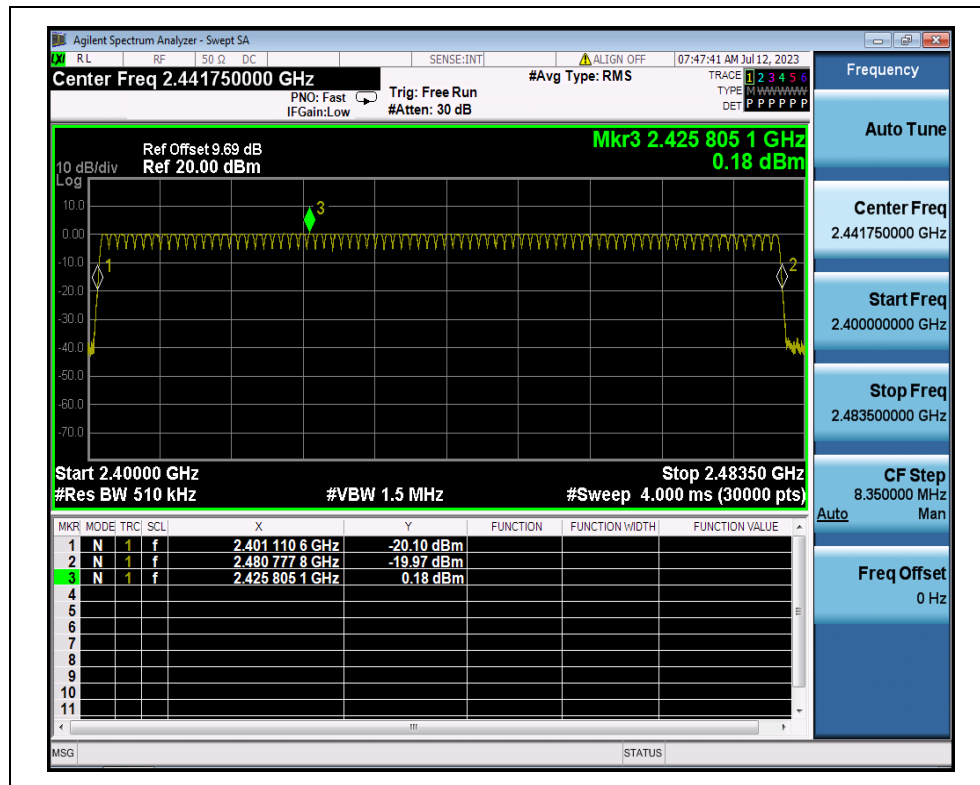 Agilent Spectrum Analyzer - Swept SA
LXI RL RF 50 Ω DC SENSE:INT ALIGN OFF 07:47:41 AM Jul 12, 2023
Center Freq 2.441750000 GHz
#Avg Type: RMS
TRACE 1 2 3 4 5 6
PNO: Fast Trig: Free Run
TYPE M WWWWW
IFGain:Low #Atten: 30 dB
DET P P P P P P
Mkr3 2.425 805 1 GHz
0.18 dBm
Ref Offset 9.69 dB
10 dB/div Ref 20.00 dBm
Log
10.0
0.00
-10.0
-20.0
-30.0
-40.0
-50.0
-60.0
-70.0
1
3
2
Start 2.40000 GHz Stop 2.48350 GHz
#Res BW 510 kHz #VBW 1.5 MHz #Sweep 4.000 ms (30000 pts)
MKR MODE TRC SCL X Y FUNCTION FUNCTION WIDTH FUNCTION VALUE
1 N 1 f 2.401 110 6 GHz -20.10 dBm
2 N 1 f 2.480 777 8 GHz -19.97 dBm
3 N 1 f 2.425 805 1 GHz 0.18 dBm
4
5
6
7
8
9
10
11
MSG STATUS
Frequency
Auto Tune
Center Freq
2.441750000 GHz
Start Freq
2.400000000 GHz
Stop Freq
2.483500000 GHz
CF Step
8.350000 MHz
Auto Man
Freq Offset
0 Hz